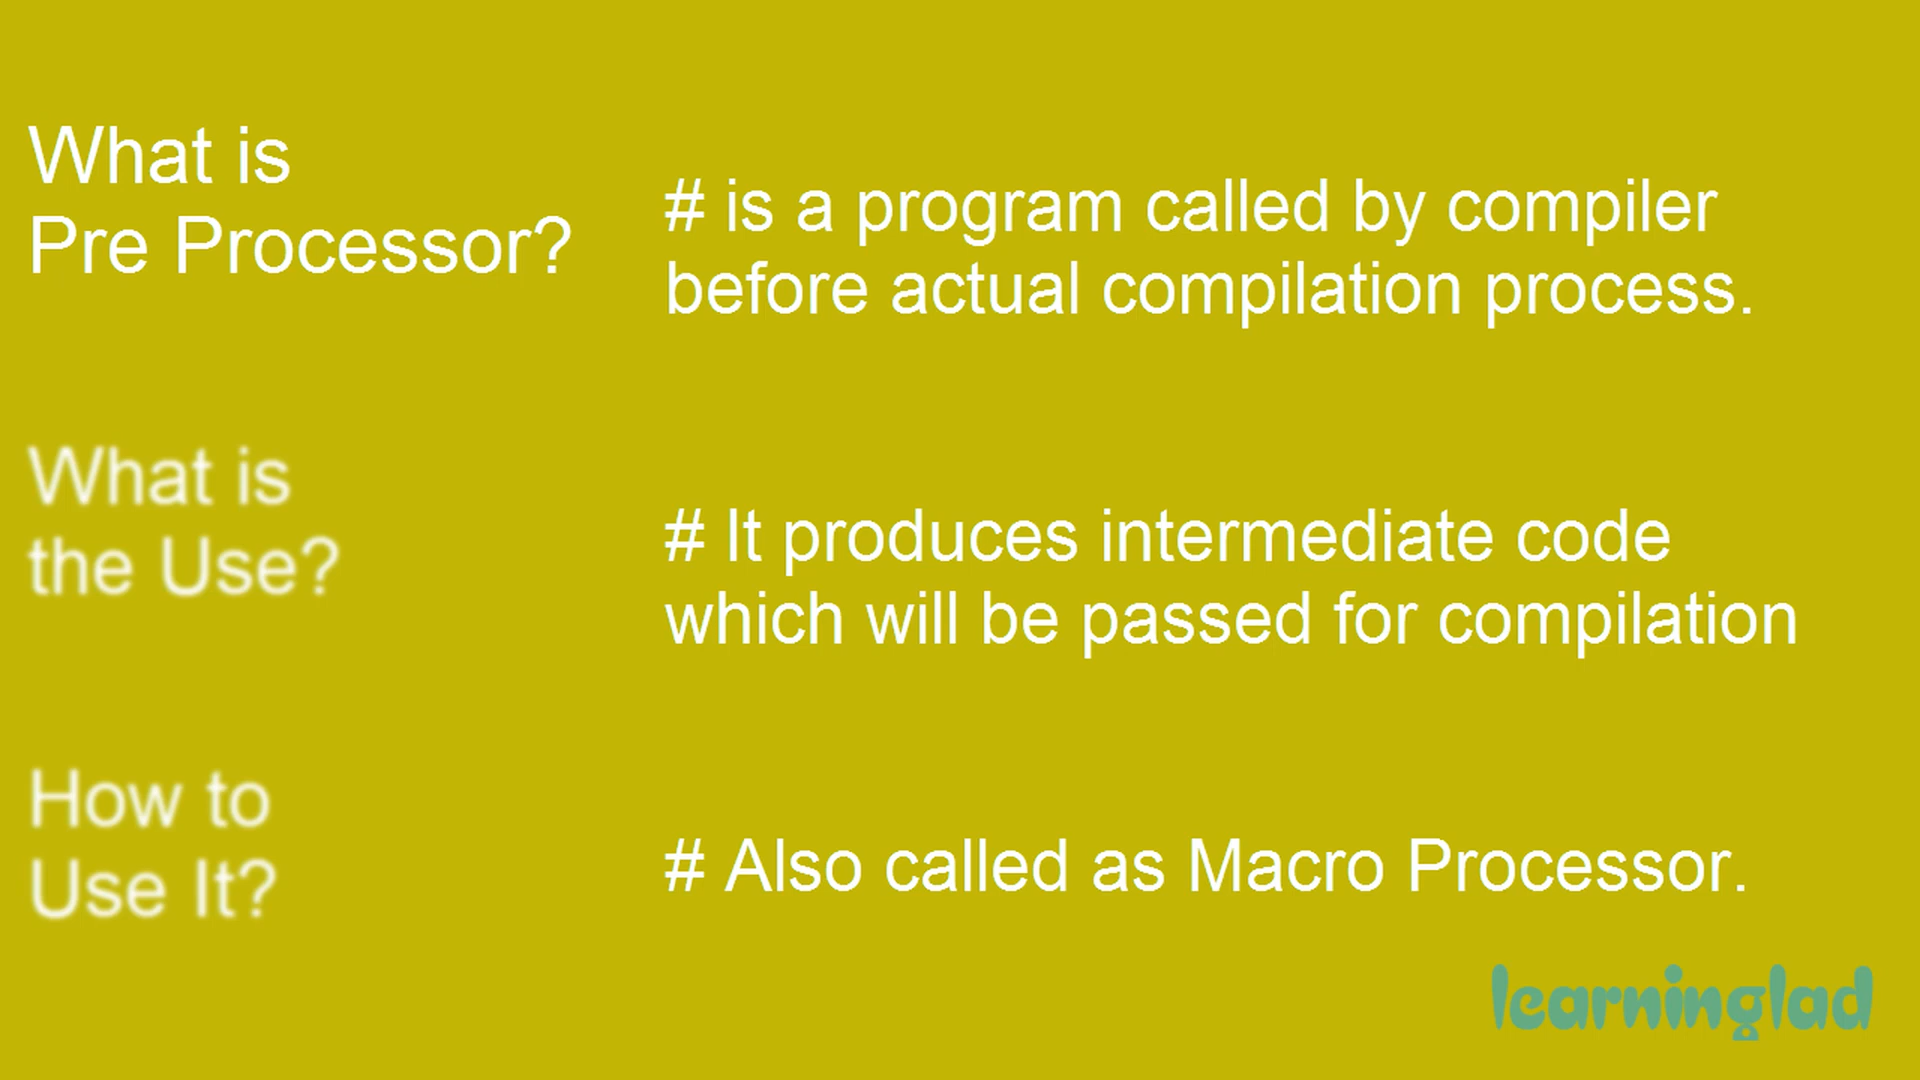 What is
Pre Processor?
# is a program called by compiler
before actual compilation process.
What is
the Use?
# It produces intermediate code
which will be passed for compilation
How to
Use It?
# Also called as Macro Processor.
learninglad